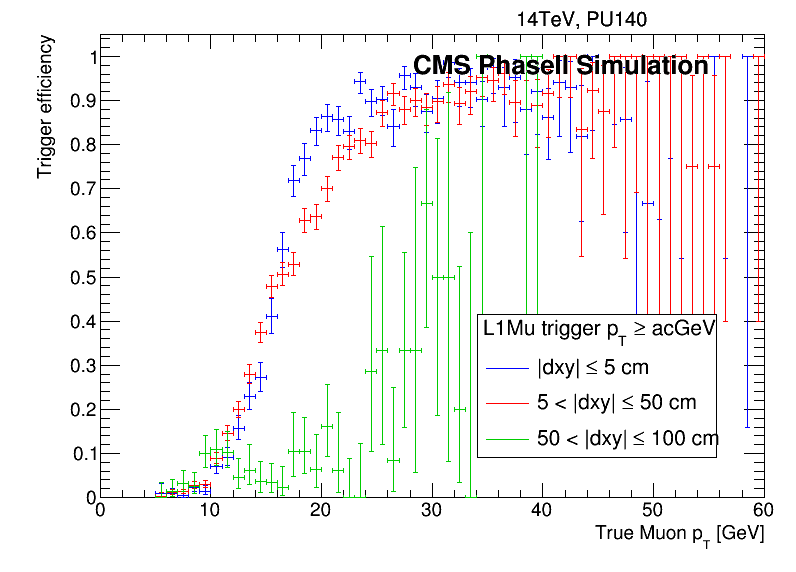 14TeV, PU140
CMS PhaseII Simulation
Trigger efficiency
1
0.9
0.8
0.7
0.6
0.5
0.4
0.3
0.2
0.1
0
L1Mu trigger p_T ≥ acGeV
|dxy| ≤ 5 cm
5 < |dxy| ≤ 50 cm
50 < |dxy| ≤ 100 cm
0 10 20 30 40 50 60
True Muon p_T [GeV]